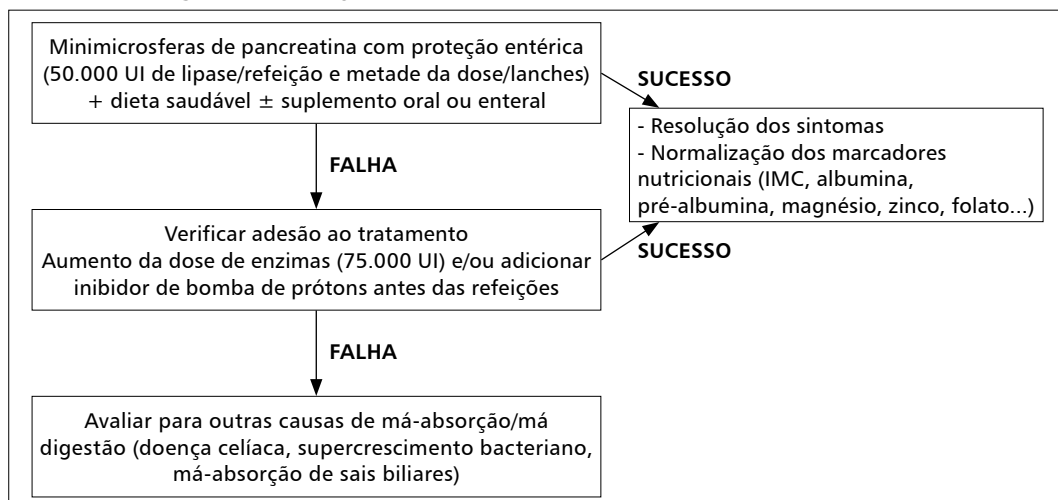 Minimicrosferas de pancreatina com proteção entérica
(50.000 UI de lipase/refeição e metade da dose/lanches)
+ dieta saudável ± suplemento oral ou enteral
SUCESSO
- Resolução dos sintomas
- Normalização dos marcadores
nutricionais (IMC, albumina,
pré-albumina, magnésio, zinco, folato...)
FALHA
Verificar adesão ao tratamento
Aumento da dose de enzimas (75.000 UI) e/ou adicionar
inibidor de bomba de prótons antes das refeições
SUCESSO
FALHA
Avaliar para outras causas de má-absorção/má
digestão (doença celíaca, supercrescimento bacteriano,
má-absorção de sais biliares)